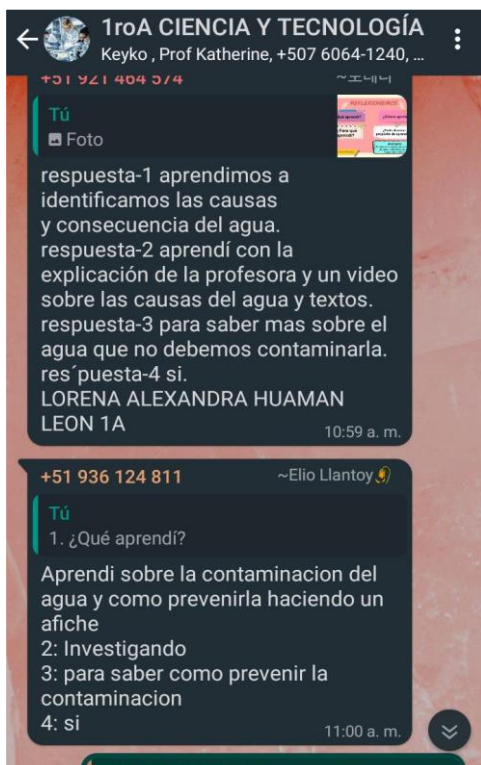 1roA CIENCIA Y TECNOLOGÍA
Keyko , Prof Katherine, +507 6064-1240, ...
+51 921 464 574
Tú
Foto
respuesta-1 aprendimos a
identificamos las causas
y consecuencia del agua.
respuesta-2 aprendí con la
explicación de la profesora y un video
sobre las causas del agua y textos.
respuesta-3 para saber mas sobre el
agua que no debemos contaminarla.
res´puesta-4 si.
LORENA ALEXANDRA HUAMAN
LEON 1A
10:59 a. m.
+51 936 124 811 ~Elio Llantoy
Tú
1. ¿Qué aprendí?
Aprendi sobre la contaminacion del
agua y como prevenirla haciendo un
afiche
2: Investigando
3: para saber como prevenir la
contaminacion
4: si
11:00 a. m.